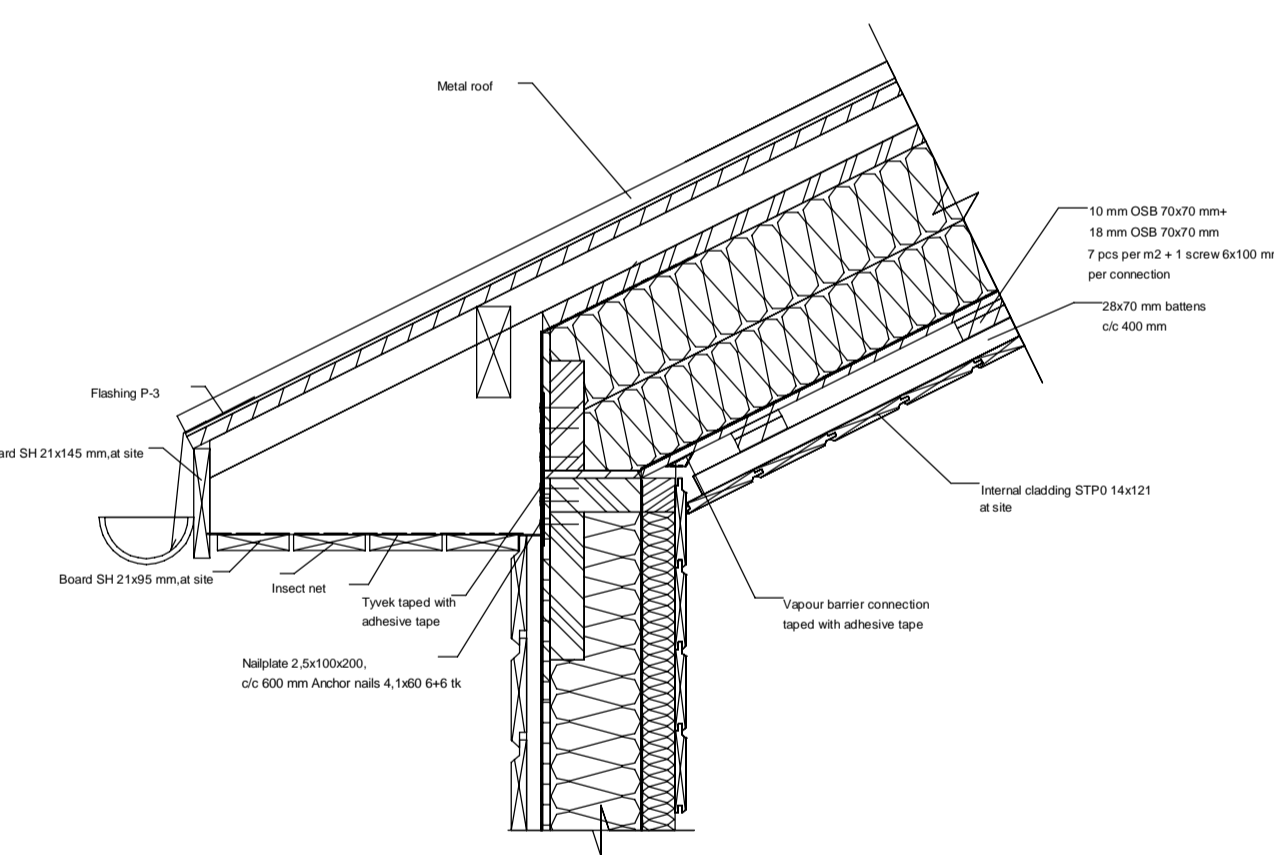 Metal roof
10 mm OSB 70x70 mm+
18 mm OSB 70x70 mm
7 pcs per m2 + 1 screw 6x100 mm
per connection
28x70 mm battens
c/c 400 mm
Flashing P-3
ard SH 21x145 mm,at site
Internal cladding STP0 14x121
at site
Board SH 21x95 mm,at site
Insect net
Tyvek taped with
adhesive tape
Vapour barrier connection
taped with adhesive tape
Nailplate 2,5x100x200,
c/c 600 mm Anchor nails 4,1x60 6+6 tk